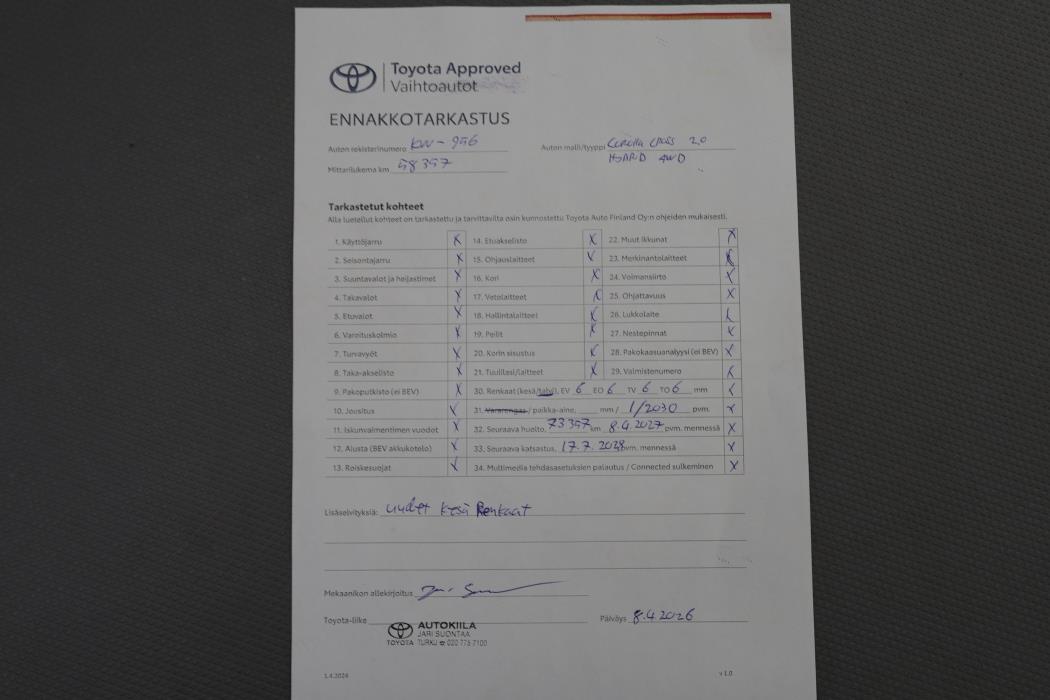 Toyota Approved
Vaihtoautot
ENNAKKOTARKASTUS
Auton rekisterinumero -956 Auton malli/tyyppi Corolla Cross 2.0
Mittarilukema km 58397 4WD
Tarkastetut kohteet
Alla luetellut kohteet on tarkastettu ja tarvittavilta osin kunnostettu Toyota Auto Finland Oy:n ohjeiden mukaisesti.
1. Käyttöjarru X 14. Etuakselisto X 22. Muut ikkunat X
2. Seisontajarru X 15. Ohjauslaitteet X 23. Merkinantolaitteet X
3. Suuntavalot ja heijastimet X 16. Kori X 24. Voimansiirto X
4. Takavalot X 17. Vetolaitteet X 25. Ohjattavuus X
5. Etuvalot X 18. Hallintalaitteet X 26. Lukkolaite X
6. Varoituskolmio X 19. Peilit X 27. Nestepinnat X
7. Turvavyöt X 20. Korin sisustus X 28. Pakokaasuanalyysi (ei BEV) X
8. Taka-akselisto X 21. Tuulilasi/laitteet X 29. Valmistenumero X
9. Pakoputkisto (ei BEV) X 30. Renkaat (kesä/talvi), EV 6 EO 6 TV 6 TO 6 mm X
10. Jousitus X 31. Vararengas / paikka-aine, mm / 1/2030 pvm. X
11. Iskunvaimentimen vuodot X 32. Seuraava huolto, 73397 km 8.4.2027 pvm. mennessä X
12. Alusta (BEV akkukotelo) X 33. Seuraava katsastus, 17.7.2028 pvm. mennessä X
13. Roiskesuojat X 34. Multimedia tehdasasetuksien palautus / Connected sulkeminen X
Lisäselvityksiä: uudet kesä Renkaat
Mekaanikon allekirjoitus
Toyota-liike Päiväys 8.4.2026
AUTOKIILA
JARI SUONTAA
TOYOTA TURKU ☎ 020 775 7100
1.4.2024 v 1.0